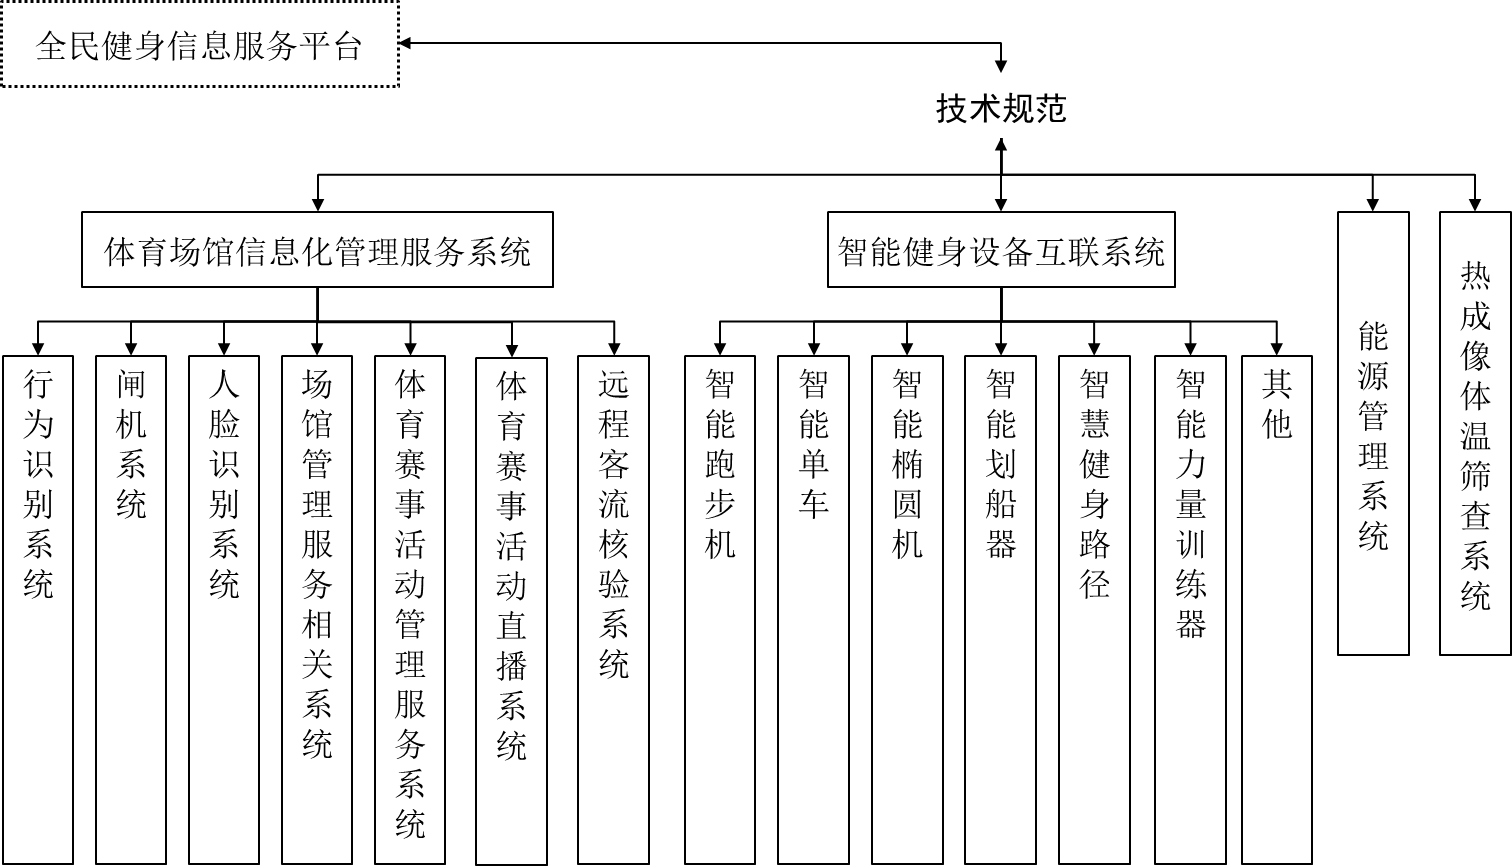 全民健身信息服务平台
技术规范
体育场馆信息化管理服务系统
智能健身设备互联系统
能源管理系统
热成像体温筛查系统
行为识别系统
闸机系统
人脸识别系统
场馆管理服务相关系统
体育赛事活动管理服务系统
体育赛事活动直播系统
远程客流核验系统
智能跑步机
智能单车
智能椭圆机
智能划船器
智慧健身路径
智能力量训练器
其他